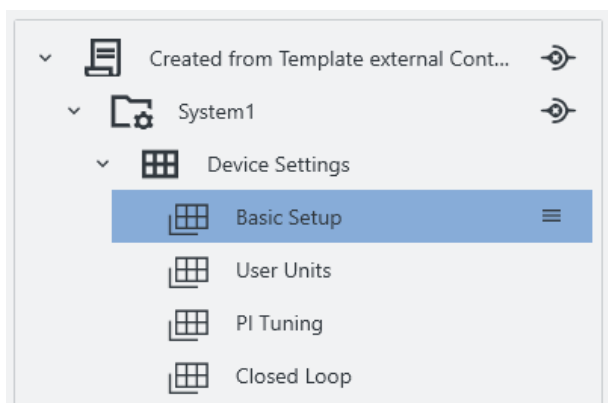 Created from Template external Cont...
System1
Device Settings
Basic Setup
User Units
PI Tuning
Closed Loop